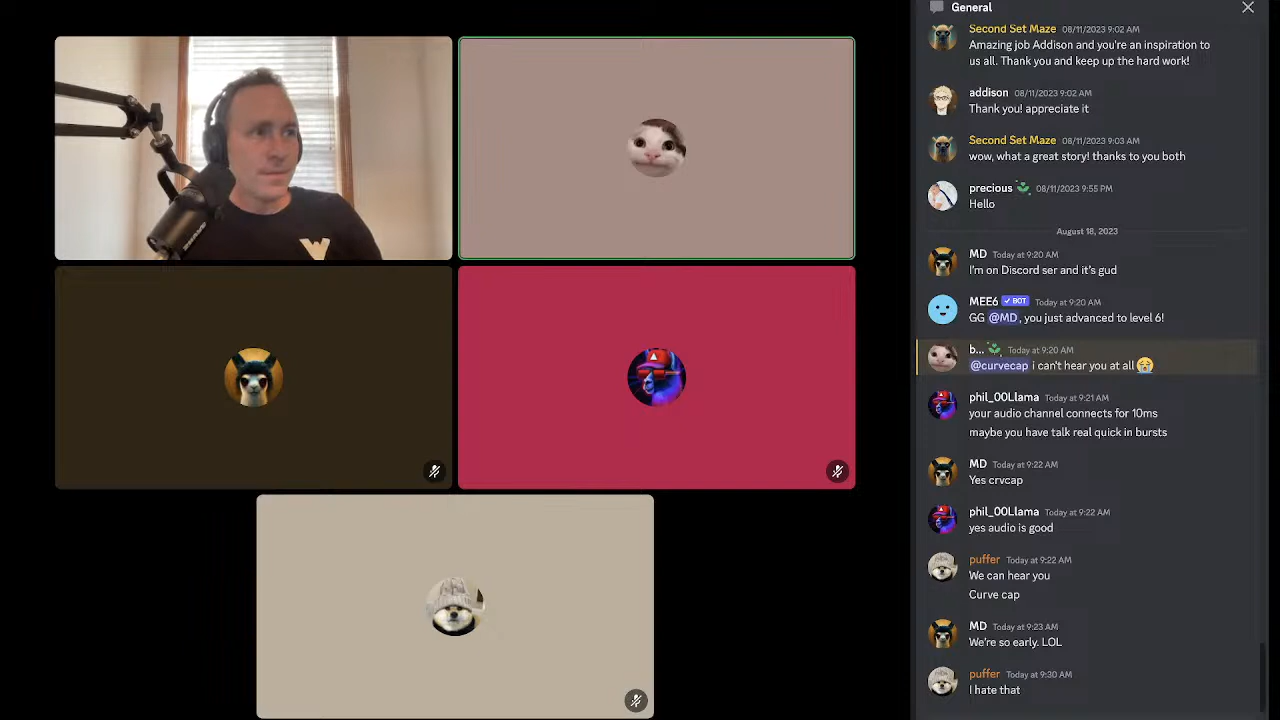 General
Second Set Maze 08/11/2023 9:02 AM
job addison and you're an inspiration to
Thank you and keep up the hard work!
addison 08/11/2023 9:02 AM
Thank you! appreciate it
Second Set Maze 08/11/2023 9:03 AM
wow, what a great story! thanks to you both
precious 08/11/2023 9:55 PM
Hello
August 18, 2023
MD Today at 9:20 AM
I'm on Discord ser and it's gud
MEE6 BOT Today at 9:20 AM
GG @MD, you just advanced to level 6!
b... Today at 9:20 AM
@curvecap i can't hear you at all
phil_00Llama Today at 9:21 AM
your audio channel connects for 10ms
maybe you have talk real quick in bursts
MD Today at 9:22 AM
Yes crvcap
phil_00Llama Today at 9:22 AM
yes audio is good
puffer Today at 9:22 AM
We can hear you
Curve cap
MD Today at 9:23 AM
We're so early. LOL
puffer Today at 9:30 AM
I hate that